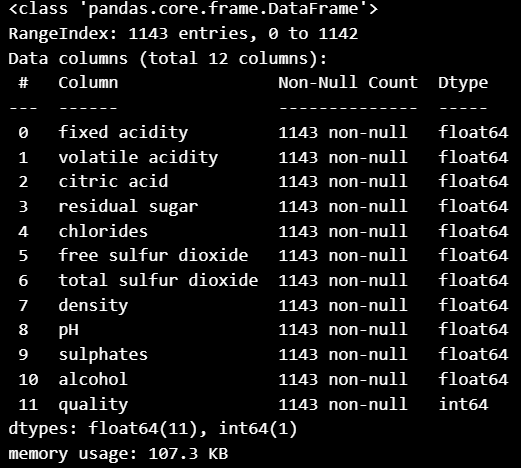 <class 'pandas.core.frame.DataFrame'>
RangeIndex: 1143 entries, 0 to 1142
Data columns (total 12 columns):
 #   Column                Non-Null Count  Dtype
---  ------                --------------  -----
 0   fixed acidity         1143 non-null   float64
 1   volatile acidity      1143 non-null   float64
 2   citric acid           1143 non-null   float64
 3   residual sugar        1143 non-null   float64
 4   chlorides             1143 non-null   float64
 5   free sulfur dioxide   1143 non-null   float64
 6   total sulfur dioxide  1143 non-null   float64
 7   density               1143 non-null   float64
 8   pH                    1143 non-null   float64
 9   sulphates             1143 non-null   float64
 10  alcohol               1143 non-null   float64
 11  quality               1143 non-null   int64
dtypes: float64(11), int64(1)
memory usage: 107.3 KB